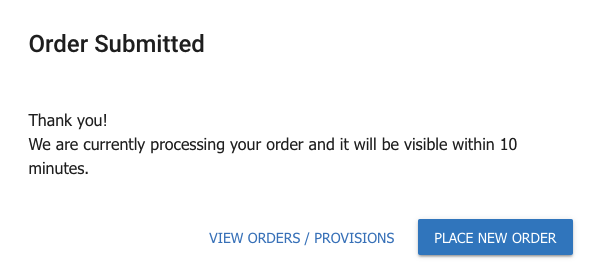 Order Submitted
Thank you!
We are currently processing your order and it will be visible within 10
minutes.
VIEW ORDERS / PROVISIONS
PLACE NEW ORDER